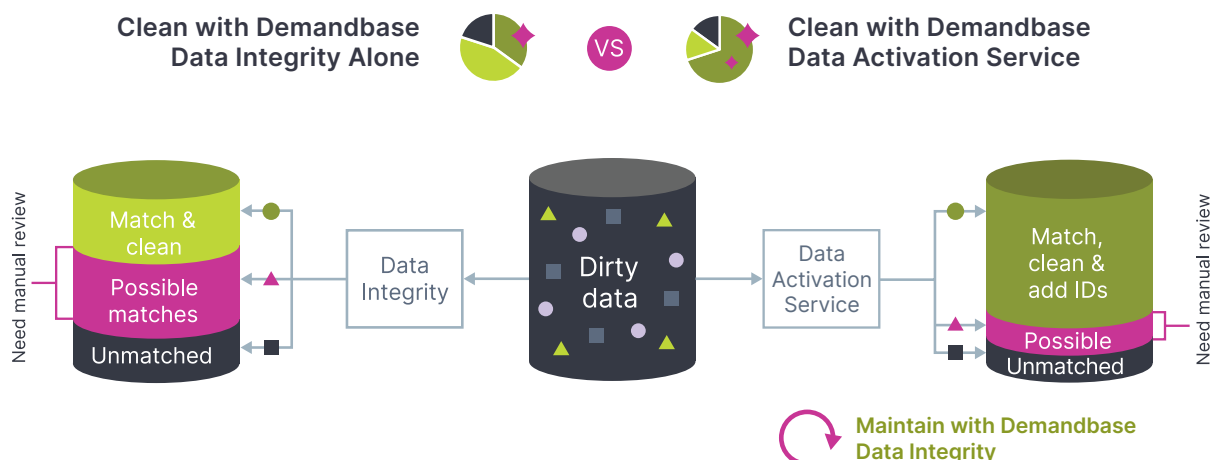 Clean with Demandbase
Data Integrity Alone
VS
Clean with Demandbase
Data Activation Service
Need manual review
Match &
clean
Possible
matches
Unmatched
Data
Integrity
Dirty
data
Data
Activation
Service
Match,
clean &
add IDs
Possible
Unmatched
Need manual review
Maintain with Demandbase
Data Integrity